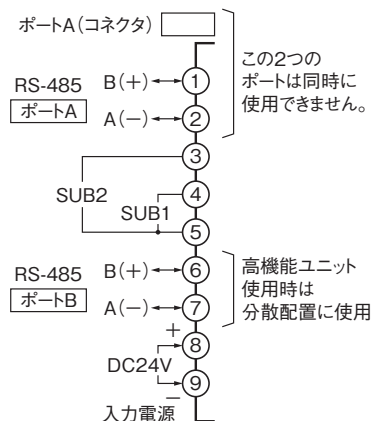 ポートA(コネクタ)
この2つの
ポートは同時に
使用できません。
RS-485
ポートA
B(+)
1
A(−)
2
3
SUB2
4
SUB1
5
RS-485
ポートB
B(+)
6
A(−)
7
高機能ユニット
使用時は
分散配置に使用
+
8
DC24V
9
−
入力電源